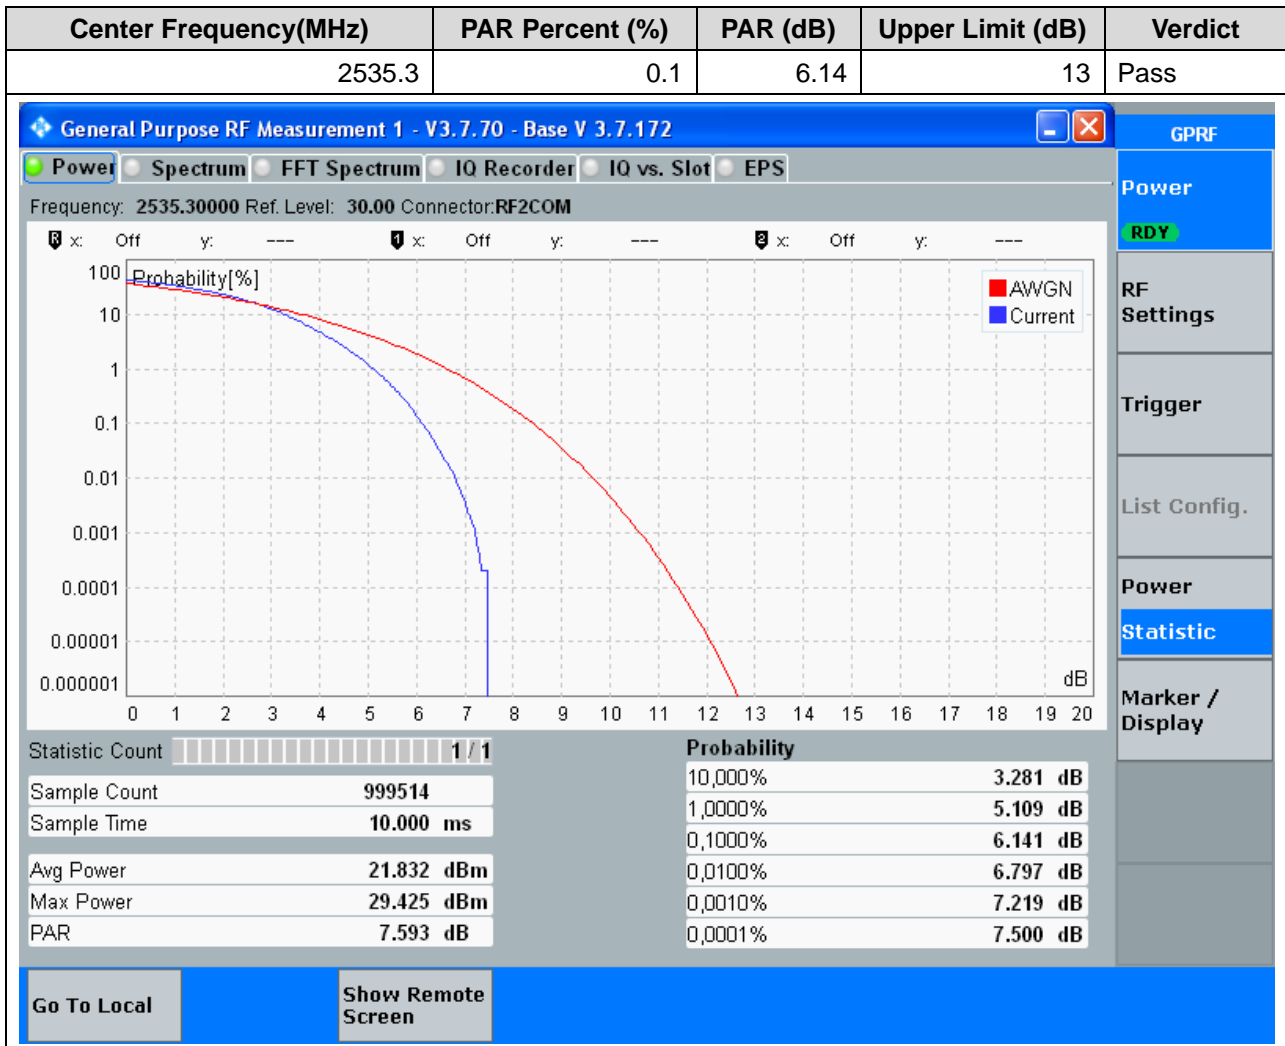 Center Frequency(MHz) PAR Percent (%) PAR (dB) Upper Limit (dB) Verdict
2535.3 0.1 6.14 13 Pass
General Purpose RF Measurement 1 - V3.7.70 - Base V 3.7.172
GPRF
Power Spectrum FFT Spectrum IQ Recorder IQ vs. Slot EPS
Frequency: 2535.30000 Ref. Level: 30.00 Connector:RF2COM
R x: Off y: --- 1 x: Off y: --- 2 x: Off y: ---
Probability[%]
AWGN
Current
100
10
1
0.1
0.01
0.001
0.0001
0.00001
0.000001
dB
0 1 2 3 4 5 6 7 8 9 10 11 12 13 14 15 16 17 18 19 20
Statistic Count 1 / 1
Sample Count 999514
Sample Time 10.000 ms
Avg Power 21.832 dBm
Max Power 29.425 dBm
PAR 7.593 dB
Probability
10,000% 3.281 dB
1,0000% 5.109 dB
0,1000% 6.141 dB
0,0100% 6.797 dB
0,0010% 7.219 dB
0,0001% 7.500 dB
Power
RDY
RF
Settings
Trigger
List Config.
Power
Statistic
Marker /
Display
Go To Local
Show Remote
Screen